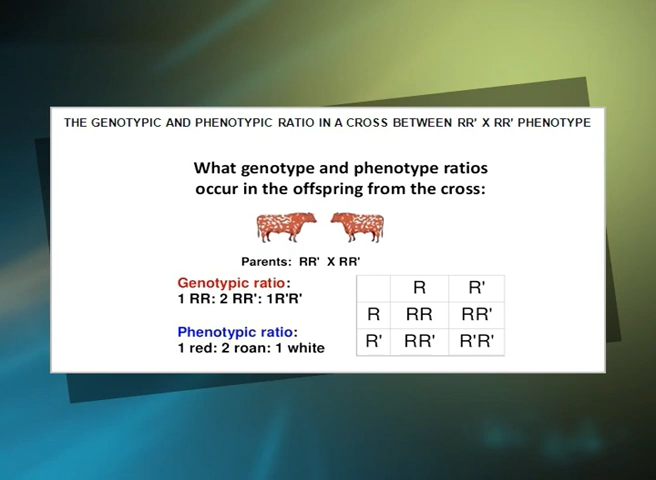 THE GENOTYPIC AND PHENOTYPIC RATIO IN A CROSS BETWEEN RR' X RR' PHENOTYPE
What genotype and phenotype ratios
occur in the offspring from the cross:
Parents: RR' X RR'
Genotypic ratio:
1 RR: 2 RR': 1R'R'
Phenotypic ratio:
1 red: 2 roan: 1 white
R R'
R RR RR'
R' RR' R'R'